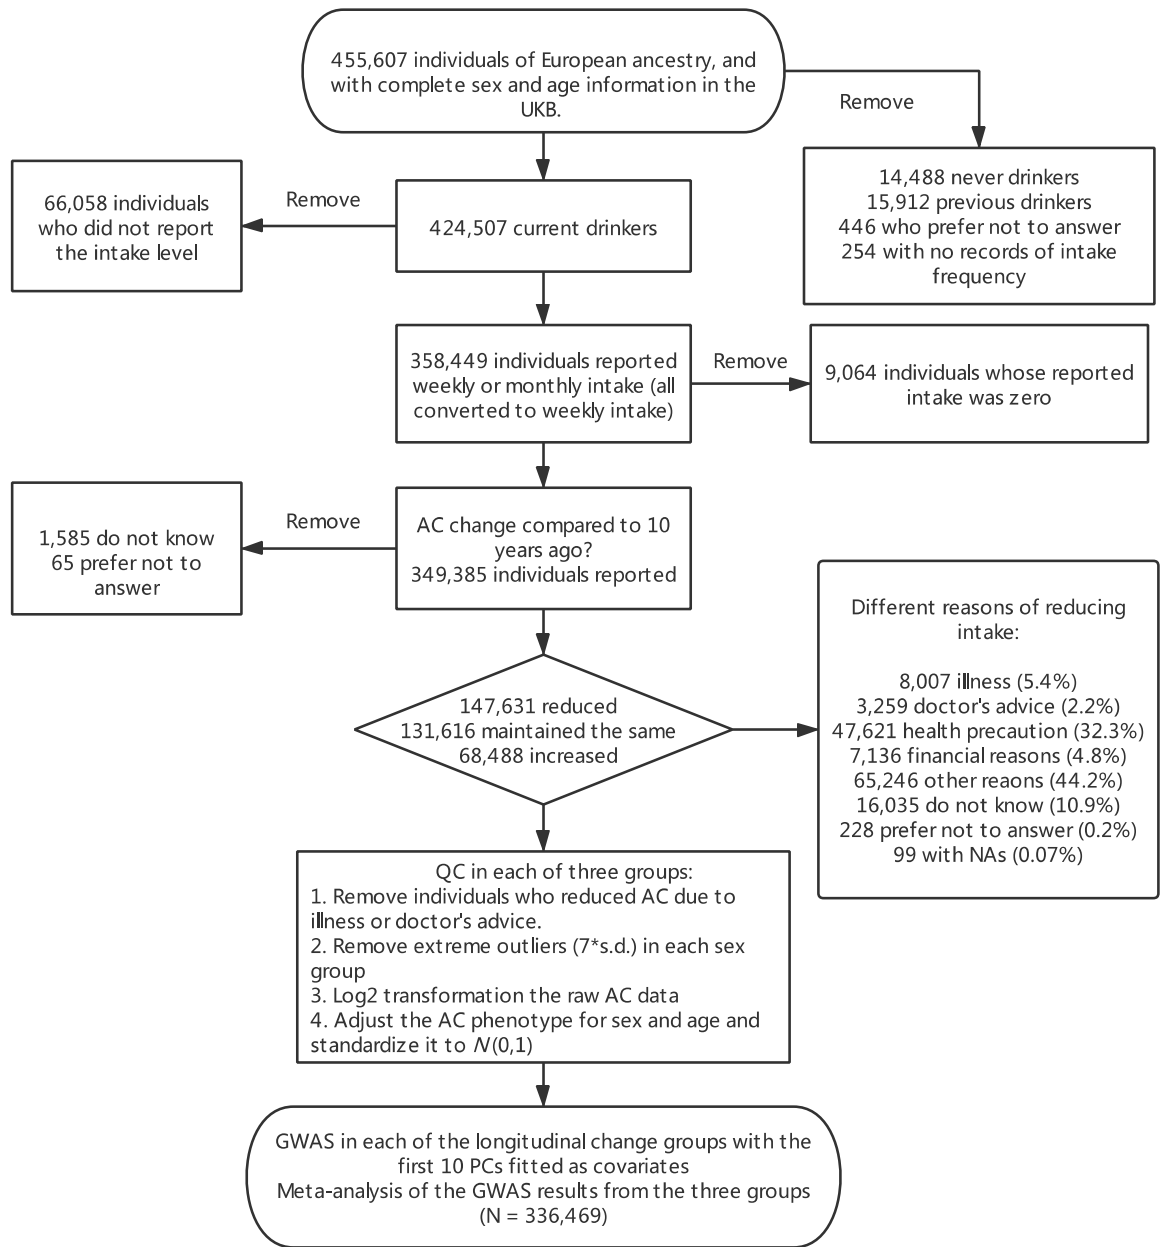 455,607 individuals of European ancestry, and
with complete sex and age information in the
UKB.
Remove
14,488 never drinkers
15,912 previous drinkers
446 who prefer not to answer
254 with no records of intake
frequency
66,058 individuals
who did not report
the intake level
Remove
424,507 current drinkers
358,449 individuals reported
weekly or monthly intake (all
converted to weekly intake)
Remove
9,064 individuals whose reported
intake was zero
1,585 do not know
65 prefer not to
answer
Remove
AC change compared to 10
years ago?
349,385 individuals reported
147,631 reduced
131,616 maintained the same
68,488 increased
Different reasons of reducing
intake:
8,007 illness (5.4%)
3,259 doctor's advice (2.2%)
47,621 health precaution (32.3%)
7,136 financial reasons (4.8%)
65,246 other reaons (44.2%)
16,035 do not know (10.9%)
228 prefer not to answer (0.2%)
99 with NAs (0.07%)
QC in each of three groups:
1. Remove individuals who reduced AC due to
illness or doctor's advice.
2. Remove extreme outliers (7*s.d.) in each sex
group
3. Log2 transformation the raw AC data
4. Adjust the AC phenotype for sex and age and
standardize it to N(0,1)
GWAS in each of the longitudinal change groups with the
first 10 PCs fitted as covariates
Meta-analysis of the GWAS results from the three groups
(N = 336,469)